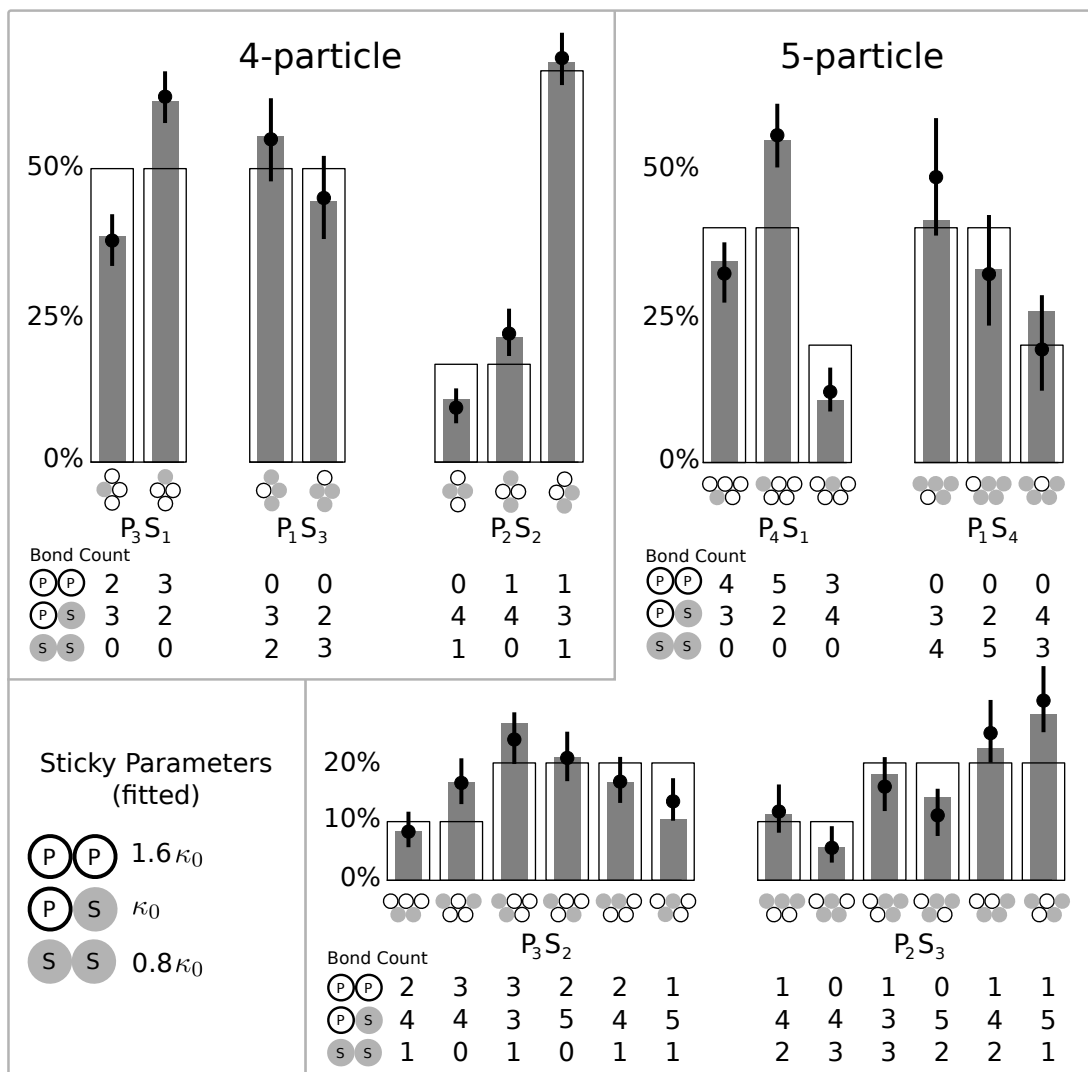 4-particle
5-particle
50%
25%
0%
50%
25%
0%
P₃S₁
P₁S₃
P₂S₂
P₄S₁
P₁S₄
Bond Count
P P 2 3 0 0 0 1 1
P S 3 2 3 2 4 4 3
S S 0 0 2 3 1 0 1
Bond Count
P P 4 5 3 0 0 0
P S 3 2 4 3 2 4
S S 0 0 0 4 5 3
Sticky Parameters
(fitted)
P P 1.6κ₀
P S κ₀
S S 0.8κ₀
20%
10%
0%
P₃S₂
P₂S₃
Bond Count
P P 2 3 3 2 2 1 1 0 1 0 1 1
P S 4 4 3 5 4 5 4 4 3 5 4 5
S S 1 0 1 0 1 1 2 3 3 2 2 1